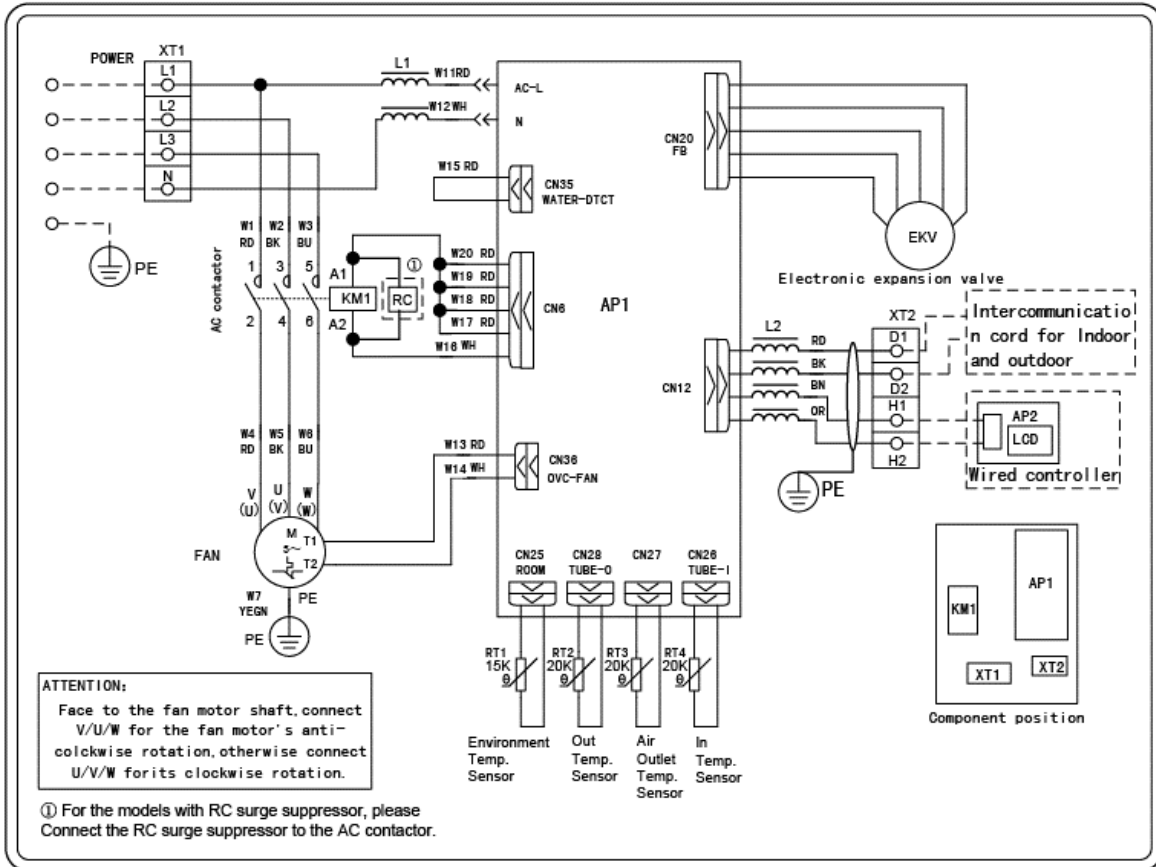 POWER
XT1
L1
L2
L3
N
PE
L1
W11RD
W12WH
AC-L
N
W15 RD
CN35
WATER-DTCT
CN20
FB
EKV
Electronic expansion valve
W1 W2 W3
RD BK BU
1 3 5
AC contactor
2 4 6
A1
KM1
A2
①
RC
W20 RD
W19 RD
W18 RD
W17 RD
W16 WH
CN6
AP1
CN12
L2
RD
BK
BN
OR
PE
XT2
D1
D2
H1
H2
Intercommunicatio
n cord for Indoor
and outdoor
AP2
LCD
Wired controller
W4 W5 W6
RD BK BU
V U W
(U) (V) (W)
FAN
M
3~
T1
T2
W13 RD
W14 WH
CN36
OVC-FAN
W7
YEGN
PE
PE
CN25 CN28 CN27 CN26
ROOM TUBE-O TUBE-I
RT1 RT2 RT3 RT4
15K 20K 20K 20K
θ θ θ θ
Environment
Temp.
Sensor
Out
Temp.
Sensor
Air
Outlet
Temp.
Sensor
In
Temp.
Sensor
KM1
AP1
XT1
XT2
Component position
ATTENTION:
Face to the fan motor shaft, connect
V/U/W for the fan motor's anti-
colckwise rotation, otherwise connect
U/V/W forits clockwise rotation.
① For the models with RC surge suppressor, please
Connect the RC surge suppressor to the AC contactor.